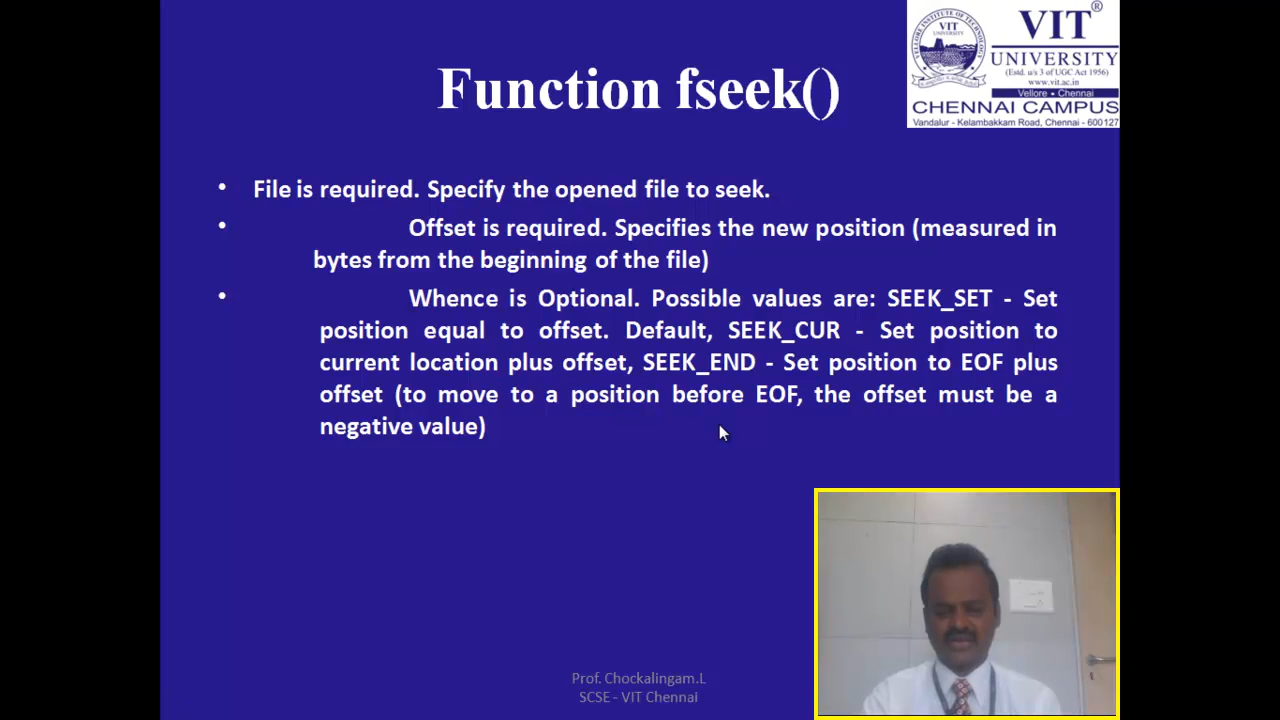 VIT
UNIVERSITY
VIT®
UNIVERSITY
(Estd. u/s 3 of UGC Act 1956)
www.vit.ac.in
Vellore • Chennai
CHENNAI CAMPUS
Vandalur - Kelambakkam Road, Chennai - 600127
Function fseek()
• File is required. Specify the opened file to seek.
• Offset is required. Specifies the new position (measured in
bytes from the beginning of the file)
• Whence is Optional. Possible values are: SEEK_SET - Set
position equal to offset. Default, SEEK_CUR - Set position to
current location plus offset, SEEK_END - Set position to EOF plus
offset (to move to a position before EOF, the offset must be a
negative value)
Prof. Chockalingam.L
SCSE - VIT Chennai